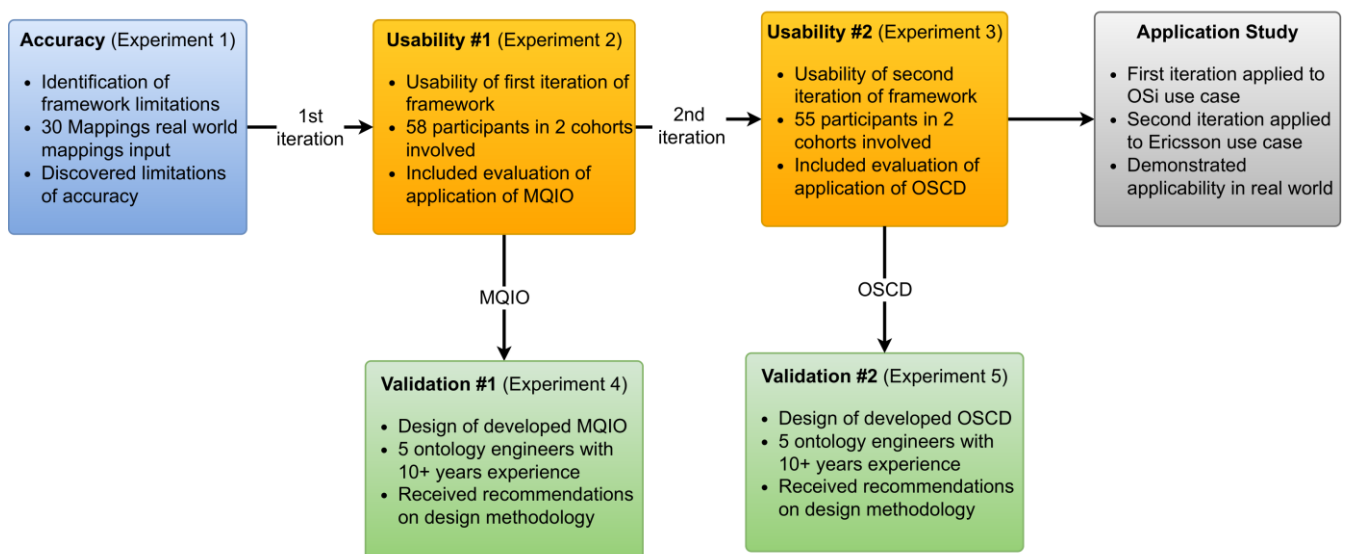 Accuracy (Experiment 1)
• Identification of
framework limitations
• 30 Mappings real world
mappings input
• Discovered limitations
of accuracy
1st
iteration
Usability #1 (Experiment 2)
• Usability of first iteration of
framework
• 58 participants in 2 cohorts
involved
• Included evaluation of
application of MQIO
2nd
iteration
Usability #2 (Experiment 3)
• Usability of second
iteration of framework
• 55 participants in 2
cohorts involved
• Included evaluation of
application of OSCD
Application Study
• First iteration applied to
OSi use case
• Second iteration applied
to Ericsson use case
• Demonstrated
applicability in real world
MQIO
OSCD
Validation #1 (Experiment 4)
• Design of developed MQIO
• 5 ontology engineers with
10+ years experience
• Received recommendations
on design methodology
Validation #2 (Experiment 5)
• Design of developed OSCD
• 5 ontology engineers with
10+ years experience
• Received recommendations
on design methodology